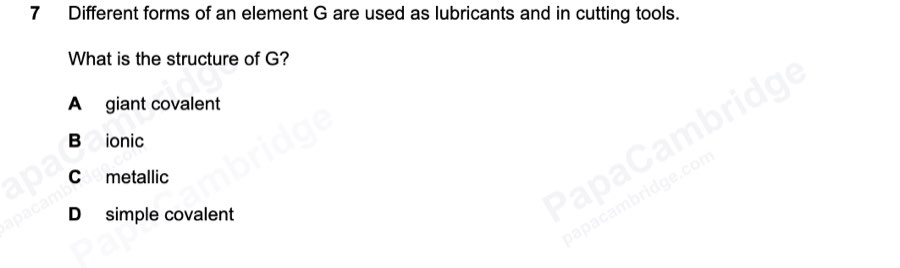 7 Different forms of an element G are used as lubricants and in cutting tools.
What is the structure of G?
A giant covalent
B ionic
C metallic
D simple covalent
PapaCambridge
papacambridge.com